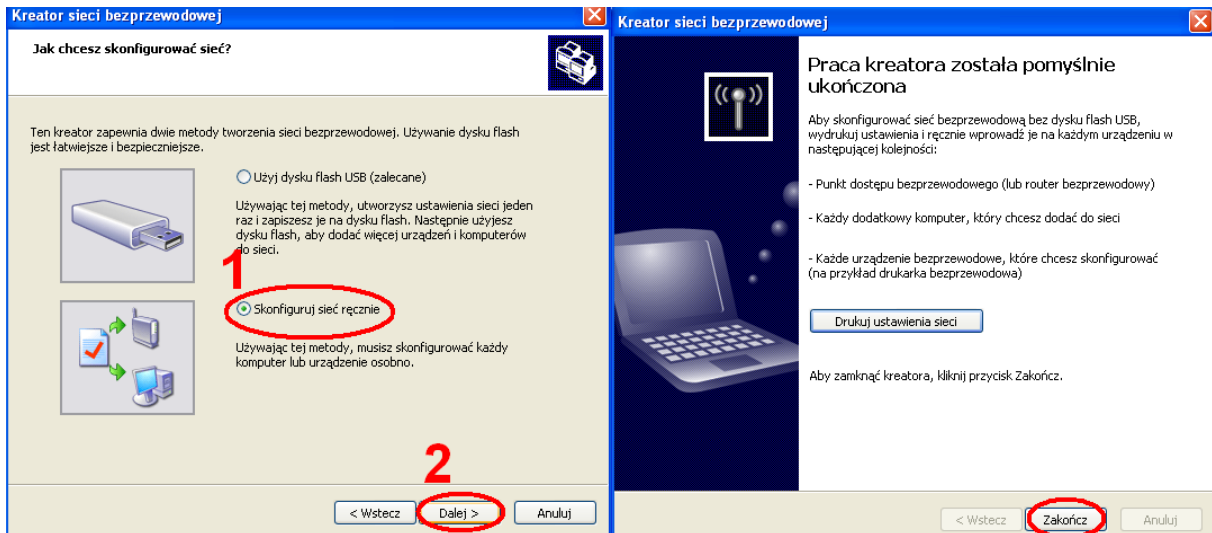 Kreator sieci bezprzewodowej
Jak chcesz skonfigurować sieć?
Ten kreator zapewnia dwie metody tworzenia sieci bezprzewodowej. Używanie dysku flash
jest łatwiejsze i bezpieczniejsze.
Użyj dysku flash USB (zalecane)
Używając tej metody, utworzysz ustawienia sieci jeden
raz i zapiszesz je na dysku flash. Następnie użyjesz
dysku flash, aby dodać więcej urządzeń i komputerów
do sieci.
1
Skonfiguruj sieć ręcznie
Używając tej metody, musisz skonfigurować każdy
komputer lub urządzenie osobno.
2
< Wstecz
Dalej >
Anuluj
Kreator sieci bezprzewodowej
Praca kreatora została pomyślnie
ukończona
Aby skonfigurować sieć bezprzewodową bez dysku flash USB,
wydrukuj ustawienia i ręcznie wprowadź je na każdym urządzeniu w
następującej kolejności:
- Punkt dostępu bezprzewodowego (lub router bezprzewodowy)
- Każdy dodatkowy komputer, który chcesz dodać do sieci
- Każde urządzenie bezprzewodowe, które chcesz skonfigurować
(na przykład drukarka bezprzewodowa)
Drukuj ustawienia sieci
Aby zamknąć kreatora, kliknij przycisk Zakończ.
< Wstecz
Zakończ
Anuluj